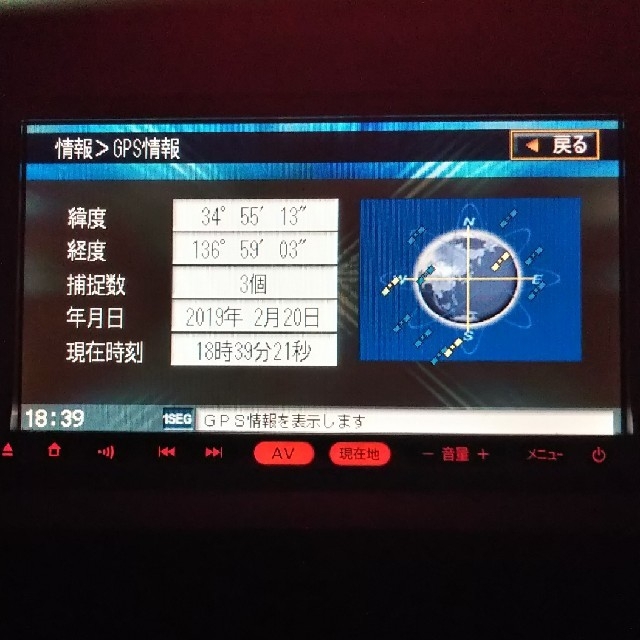 情報>GPS情報
戻る
緯度 34° 55′ 13″
経度 136° 59′ 03″
捕捉数 3個
年月日 2019年 2月20日
現在時刻 18時39分21秒
N
W E
S
18:39 1SEG GPS情報を表示します
AV 現在地 − 音量 + メニュー